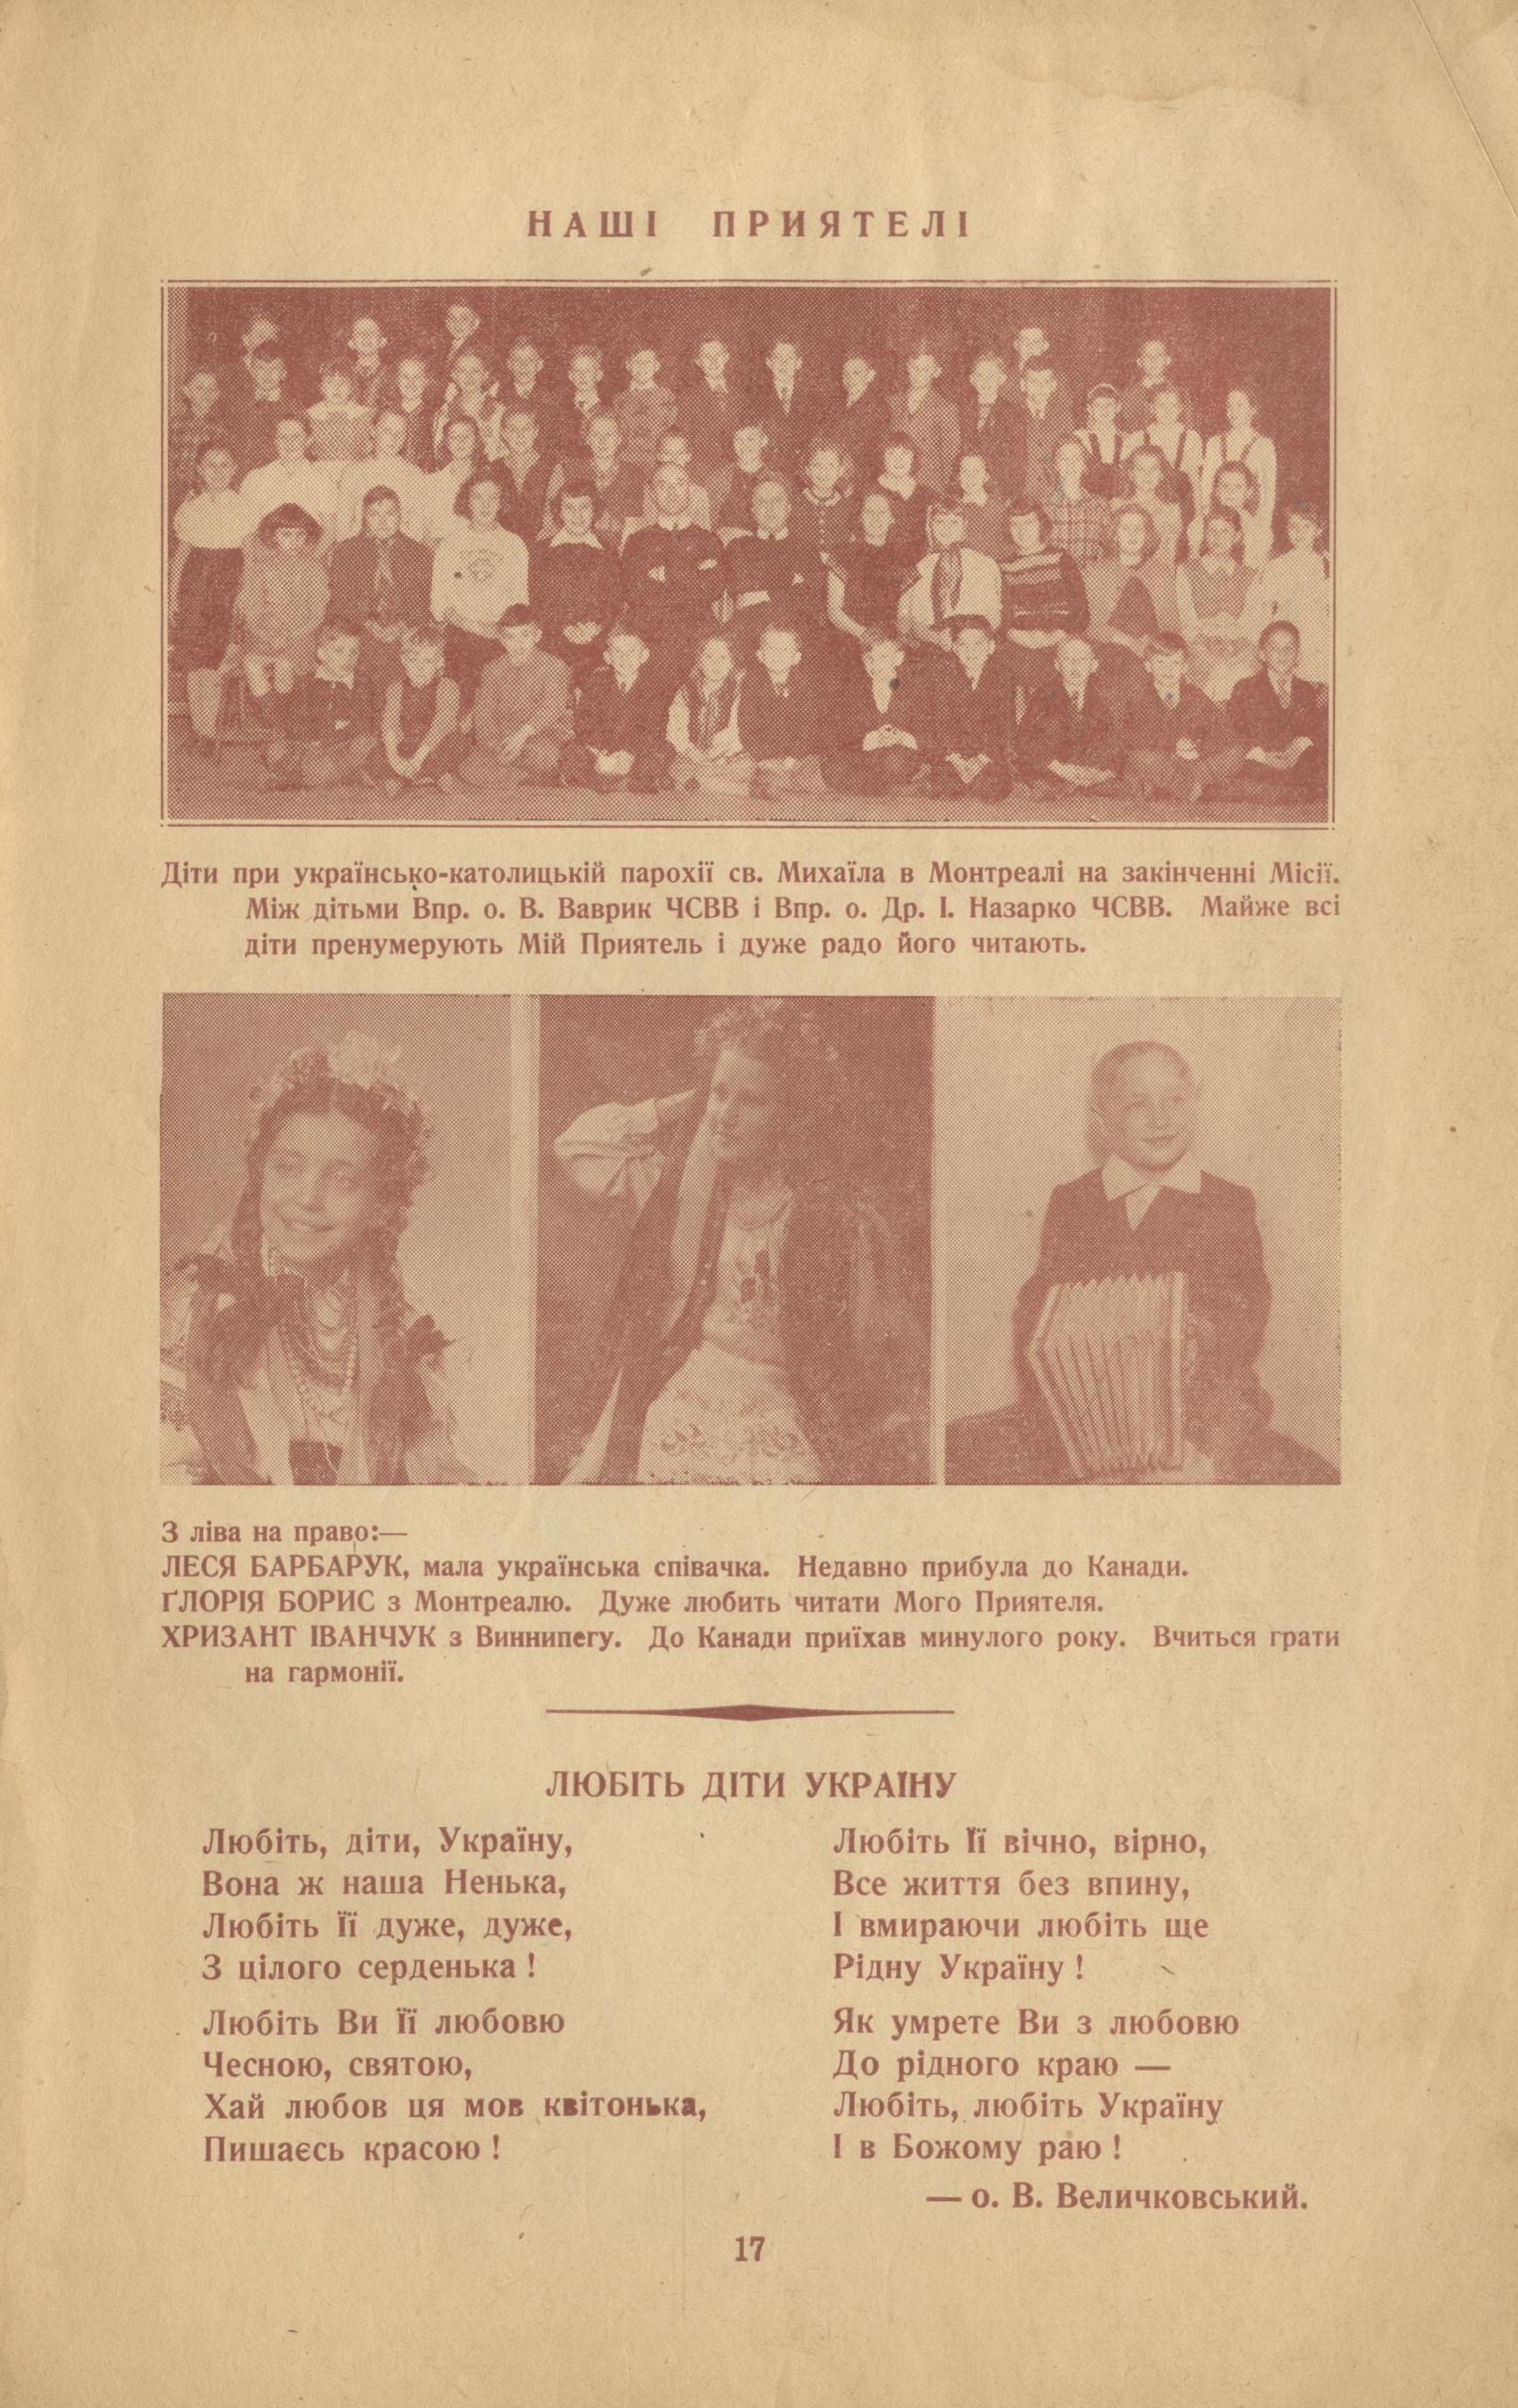 НАШІ ПРИЯТЕЛІ
Діти при українсько-католицькій парохії св. Михаїла в Монтреалі на закінченні Місії.
Між дітьми Впр. о. В. Ваврик ЧСВВ і Впр. о. Др. І. Назарко ЧСВВ. Майже всі
діти пренумерують Мій Приятель і дуже радо його читають.
З ліва на право:—
ЛЕСЯ БАРБАРУК, мала українська співачка. Недавно прибула до Канади.
ҐЛОРІЯ БОРИС з Монтреалю. Дуже любить читати Мого Приятеля.
ХРИЗАНТ ІВАНЧУК з Виннипегу. До Канади приїхав минулого року. Вчиться грати
на гармонії.
ЛЮБІТЬ ДІТИ УКРАЇНУ
Любіть, діти, Україну,
Вона ж наша Ненька,
Любіть Її дуже, дуже,
З цілого серденька !
Любіть Ви Її любовю
Чесною, святою,
Хай любов ця мов квітонька,
Пишаєсь красою !
Любіть Її вічно, вірно,
Все життя без впину,
І вмираючи любіть ще
Рідну Україну !
Як умрете Ви з любовю
До рідного краю —
Любіть, любіть Україну
І в Божому раю !
— о. В. Величковський.
17